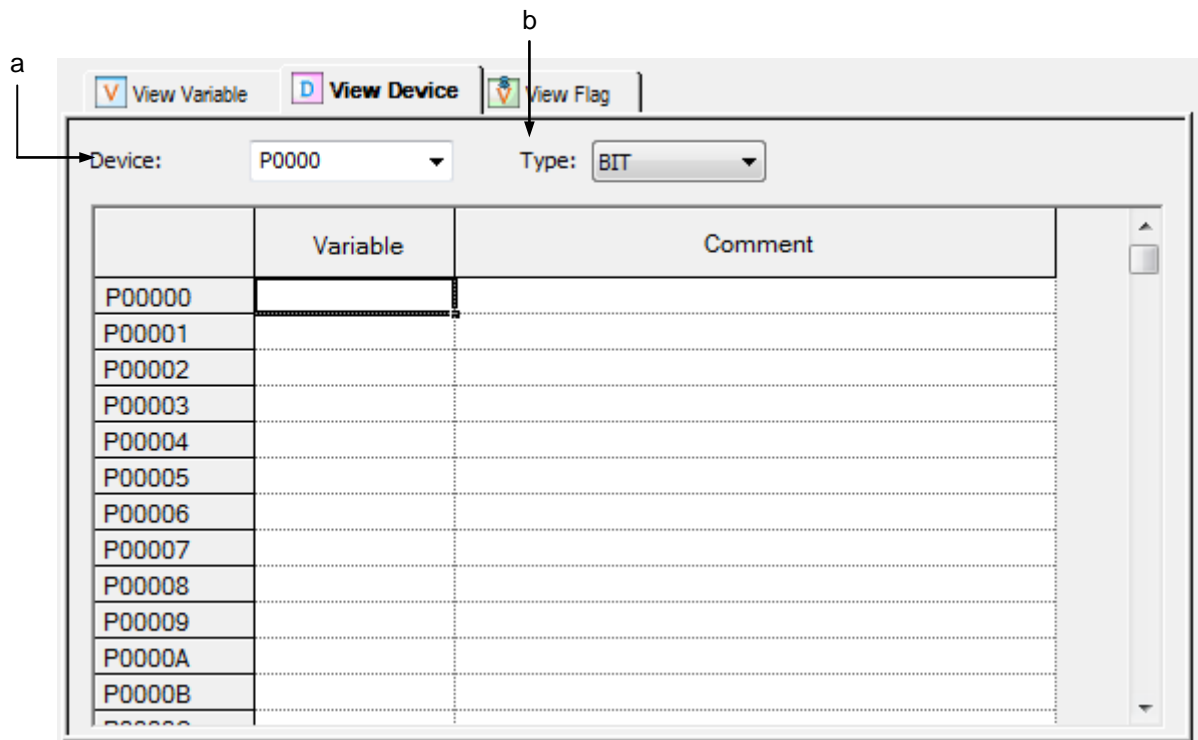 b
a
V View Variable D View Device V View Flag
Device: P0000 Type: BIT
Variable Comment
P00000
P00001
P00002
P00003
P00004
P00005
P00006
P00007
P00008
P00009
P0000A
P0000B